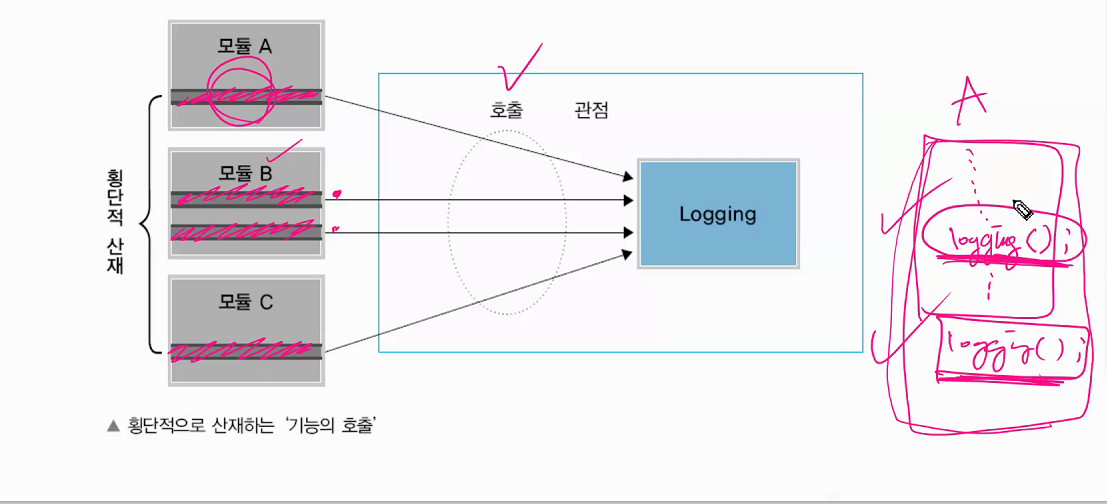 모듈 A
모듈 B
모듈 C
횡단적 산재
호출 관점
Logging
▲ 횡단적으로 산재하는 ‘기능의 호출’
A
logging();
logging();